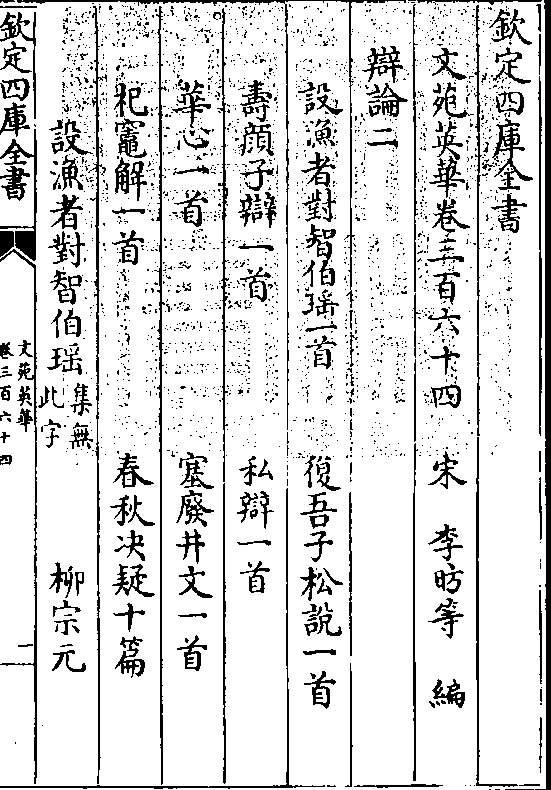 欽定四庫全書
文苑英華卷三百六十四　宋　李昉等　編
辯論二
設漁者對智伯瑶一首　復吾子松説一首
壽顔子辯一首　私辯一首
華心一首　塞廢井文一首
祀竈解一首　春秋决疑十篇
設漁者對智伯瑶集無此字　柳宗元
欽定四庫全書
文苑英華
卷三百六十四
一